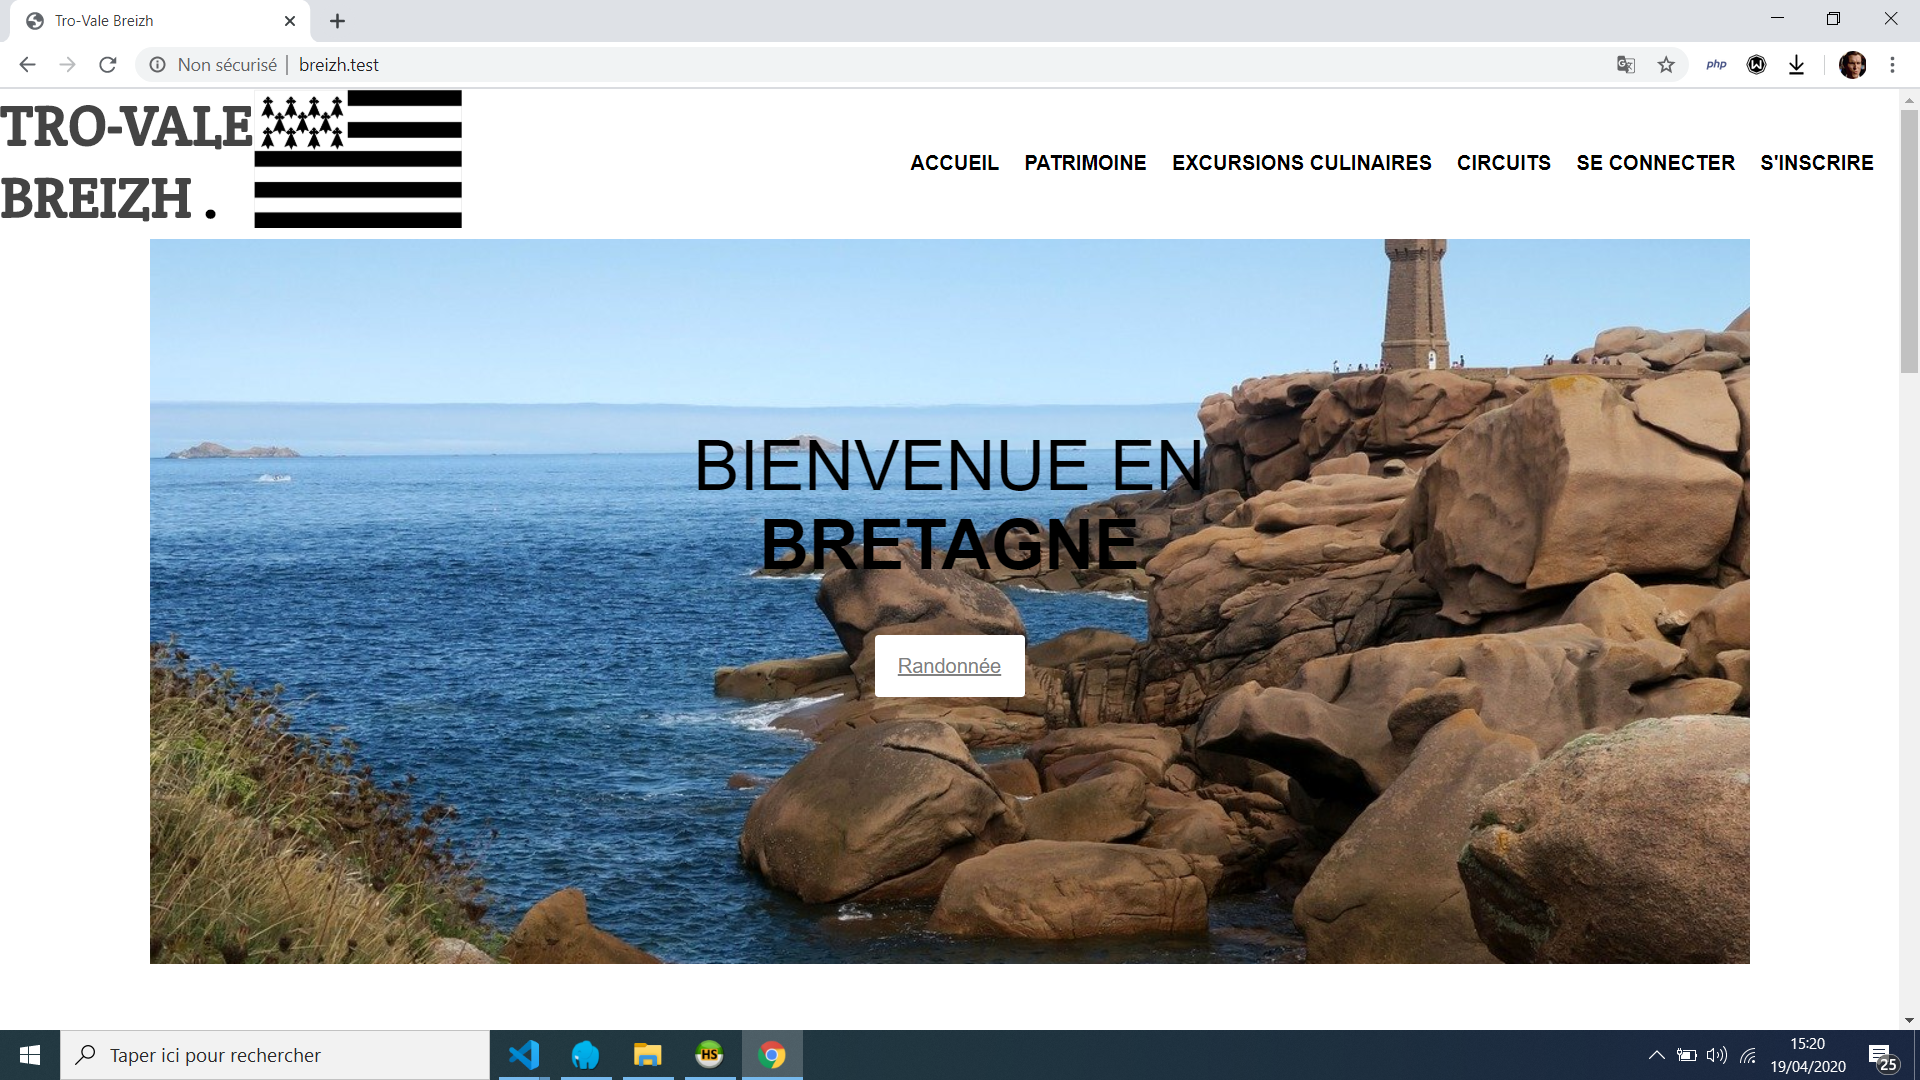 Tro-Vale Breizh
Non sécurisé | breizh.test
php
TRO-VALE
BREIZH .
ACCUEIL PATRIMOINE EXCURSIONS CULINAIRES CIRCUITS SE CONNECTER S'INSCRIRE
BIENVENUE EN
BRETAGNE
Randonnée
Taper ici pour rechercher
HS
15:20
19/04/2020
25